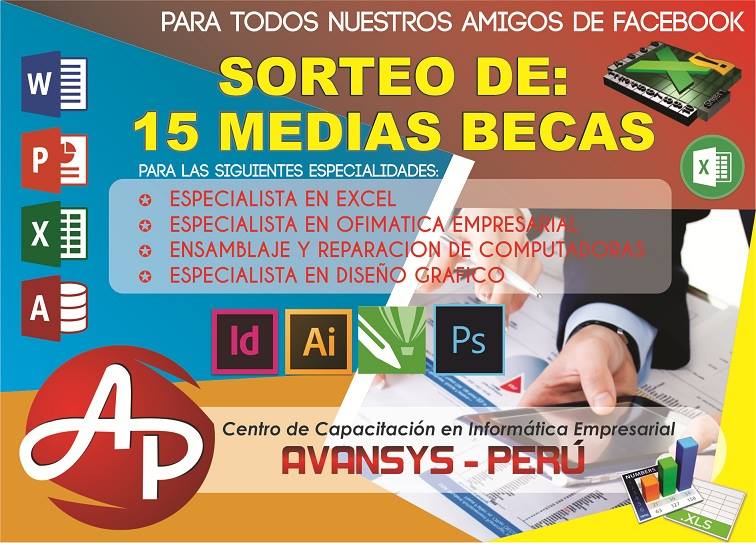 PARA TODOS NUESTROS AMIGOS DE FACEBOOK
SORTEO DE:
15 MEDIAS BECAS
PARA LAS SIGUIENTES ESPECIALIDADES:
ESPECIALISTA EN EXCEL
ESPECIALISTA EN OFIMATICA EMPRESARIAL
ENSAMBLAJE Y REPARACION DE COMPUTADORAS
ESPECIALISTA EN DISEÑO GRAFICO
W
P
X
A
X
Id
Ai
Ps
AP
Centro de Capacitación en Informática Empresarial
AVANSYS - PERÚ
NUMBERS
.XLS